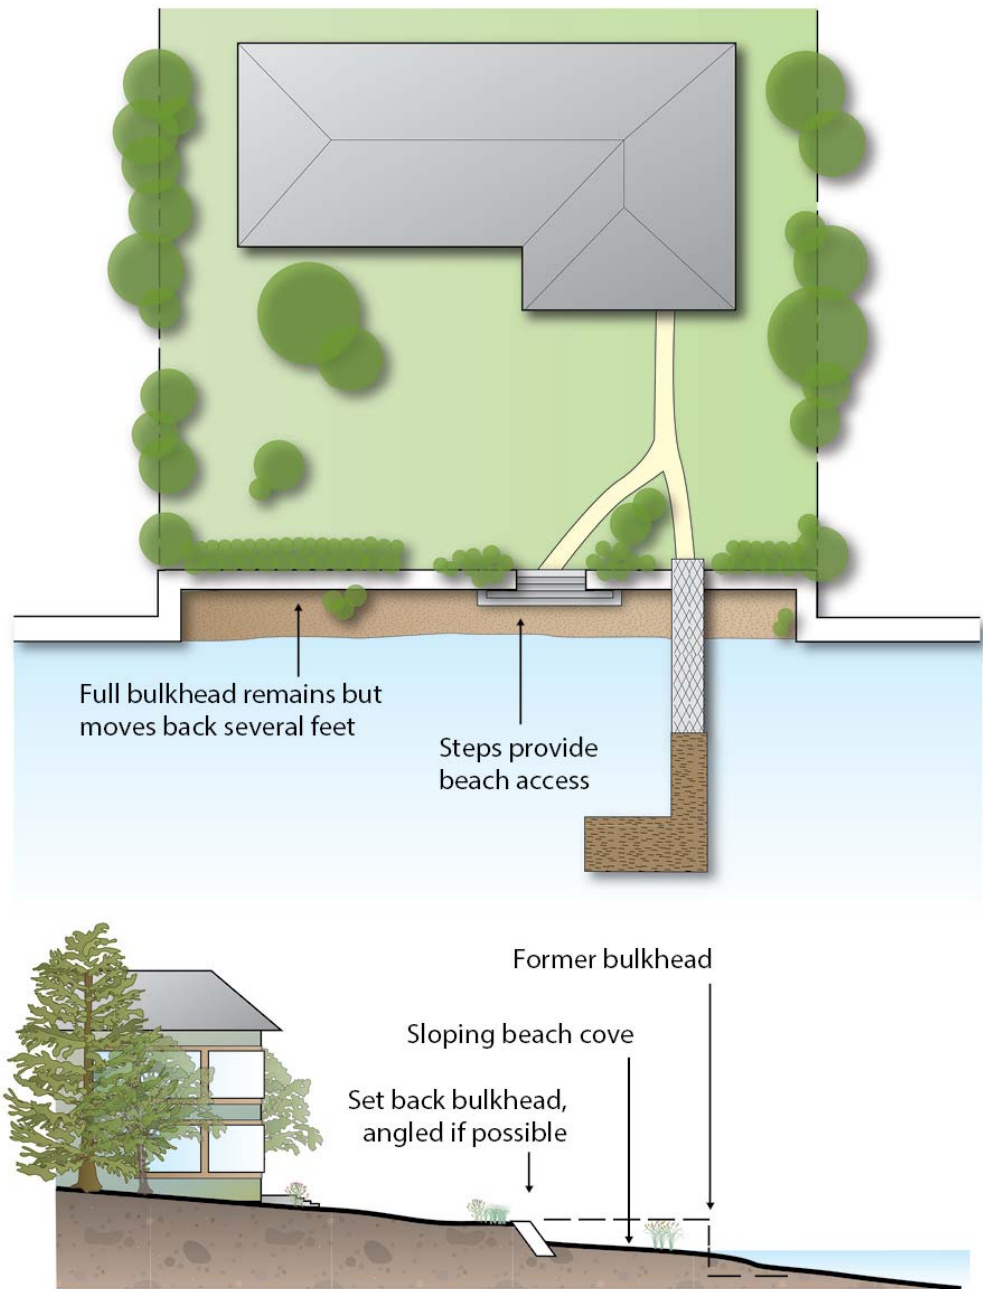 Full bulkhead remains but
moves back several feet
Steps provide
beach access
Former bulkhead
Sloping beach cove
Set back bulkhead,
angled if possible